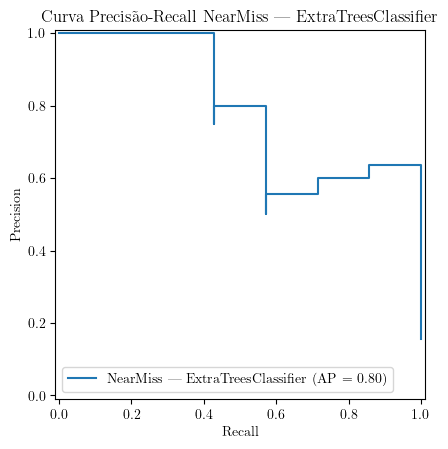 Curva Precisão-Recall NearMiss — ExtraTreesClassifier
1.0
0.8
0.6
0.4
0.2
0.0
Precision
NearMiss — ExtraTreesClassifier (AP = 0.80)
0.0 0.2 0.4 0.6 0.8 1.0
Recall